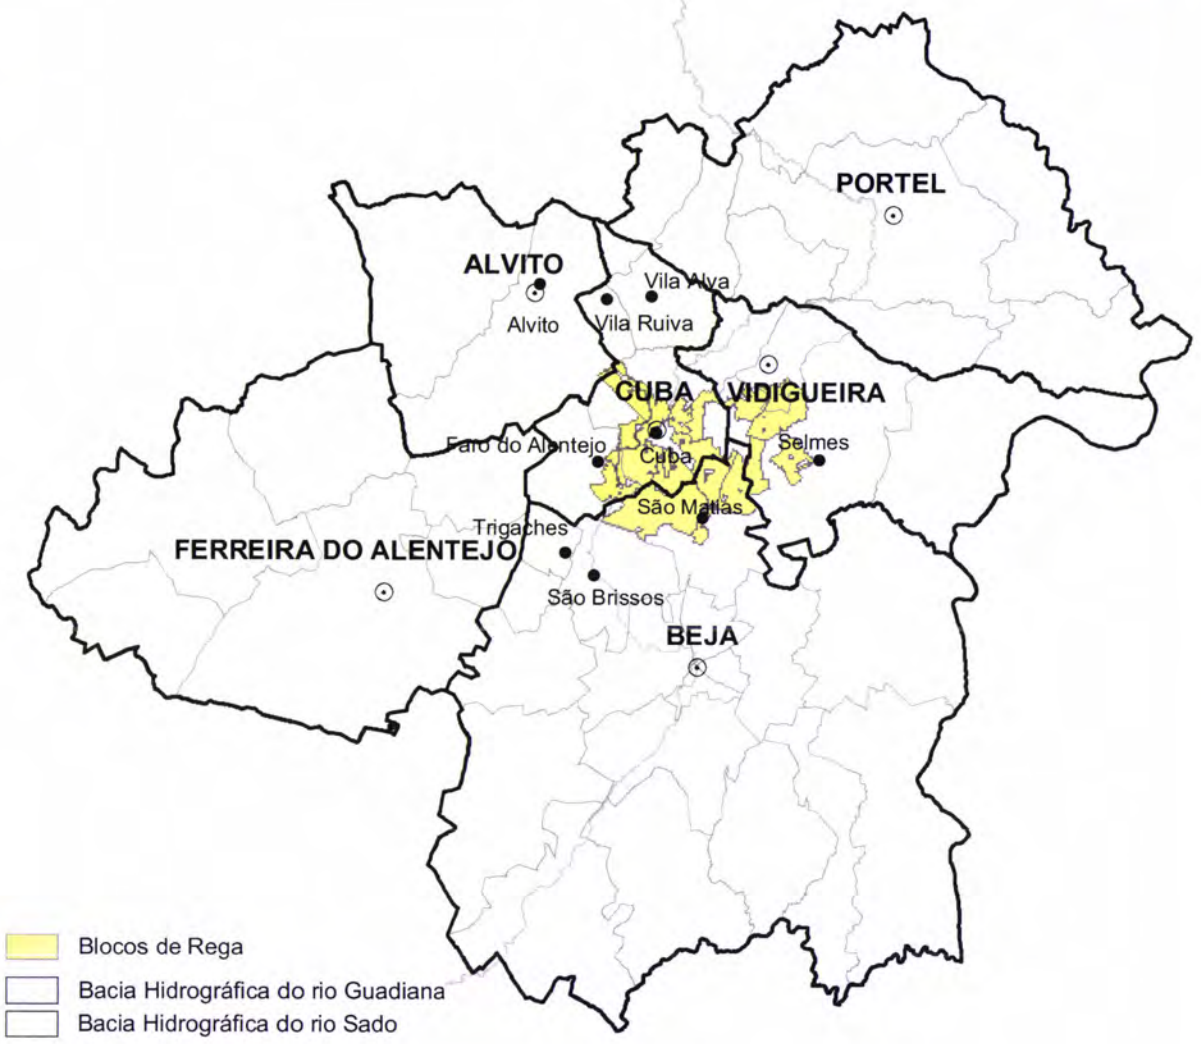 PORTEL
ALVITO
Vila Alva
Alvito
Vila Ruiva
CUBA
VIDIGUEIRA
Faro do Alentejo
Cuba
Selmes
São Matias
Trigaches
FERREIRA DO ALENTEJO
São Brissos
BEJA
Blocos de Rega
Bacia Hidrográfica do rio Guadiana
Bacia Hidrográfica do rio Sado